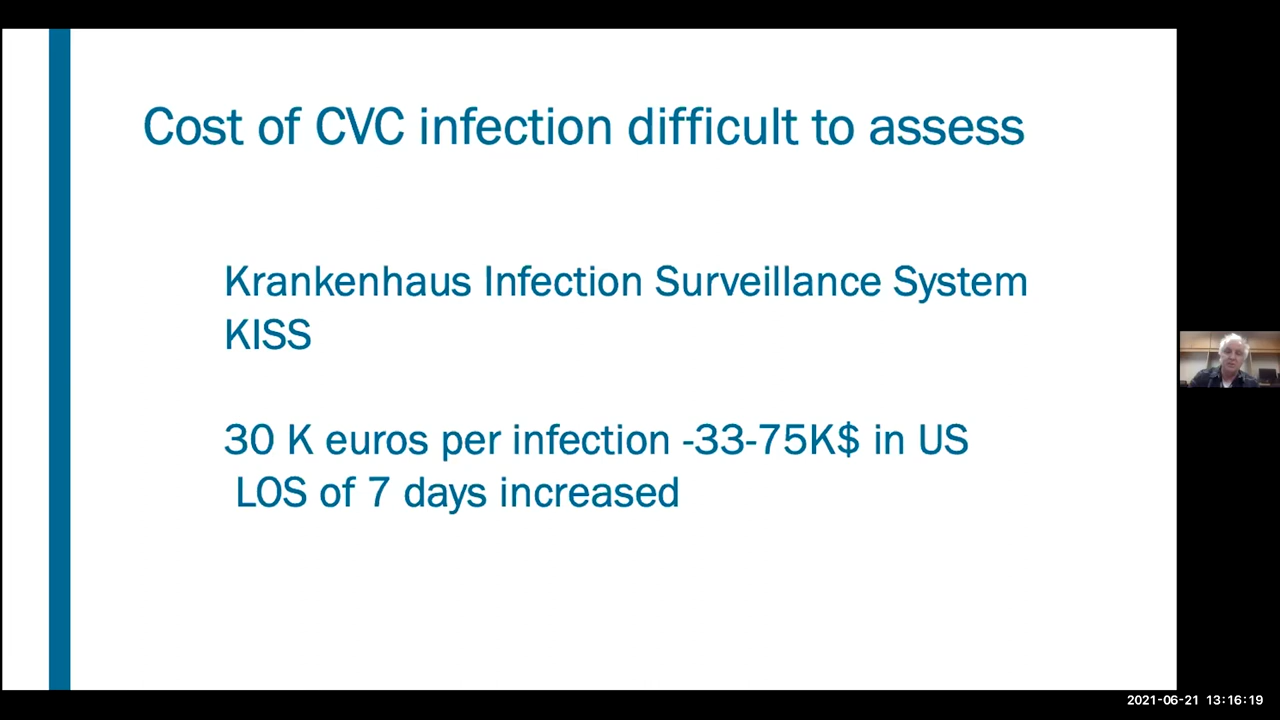 Cost of CVC infection difficult to assess
Krankenhaus Infection Surveillance System
KISS
30 K euros per infection -33-75K$ in US
LOS of 7 days increased
2021-06-21 13:16:19